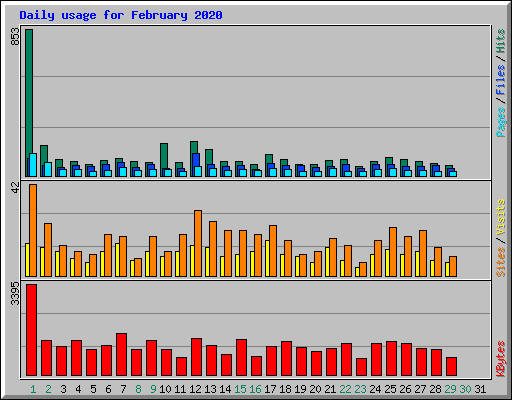 Daily usage for February 2020
853
Pages / Files / Hits
42
Sites / Visits
3395
KBytes
1 2 3 4 5 6 7 8 9 10 11 12 13 14 15 16 17 18 19 20 21 22 23 24 25 26 27 28 29 30 31